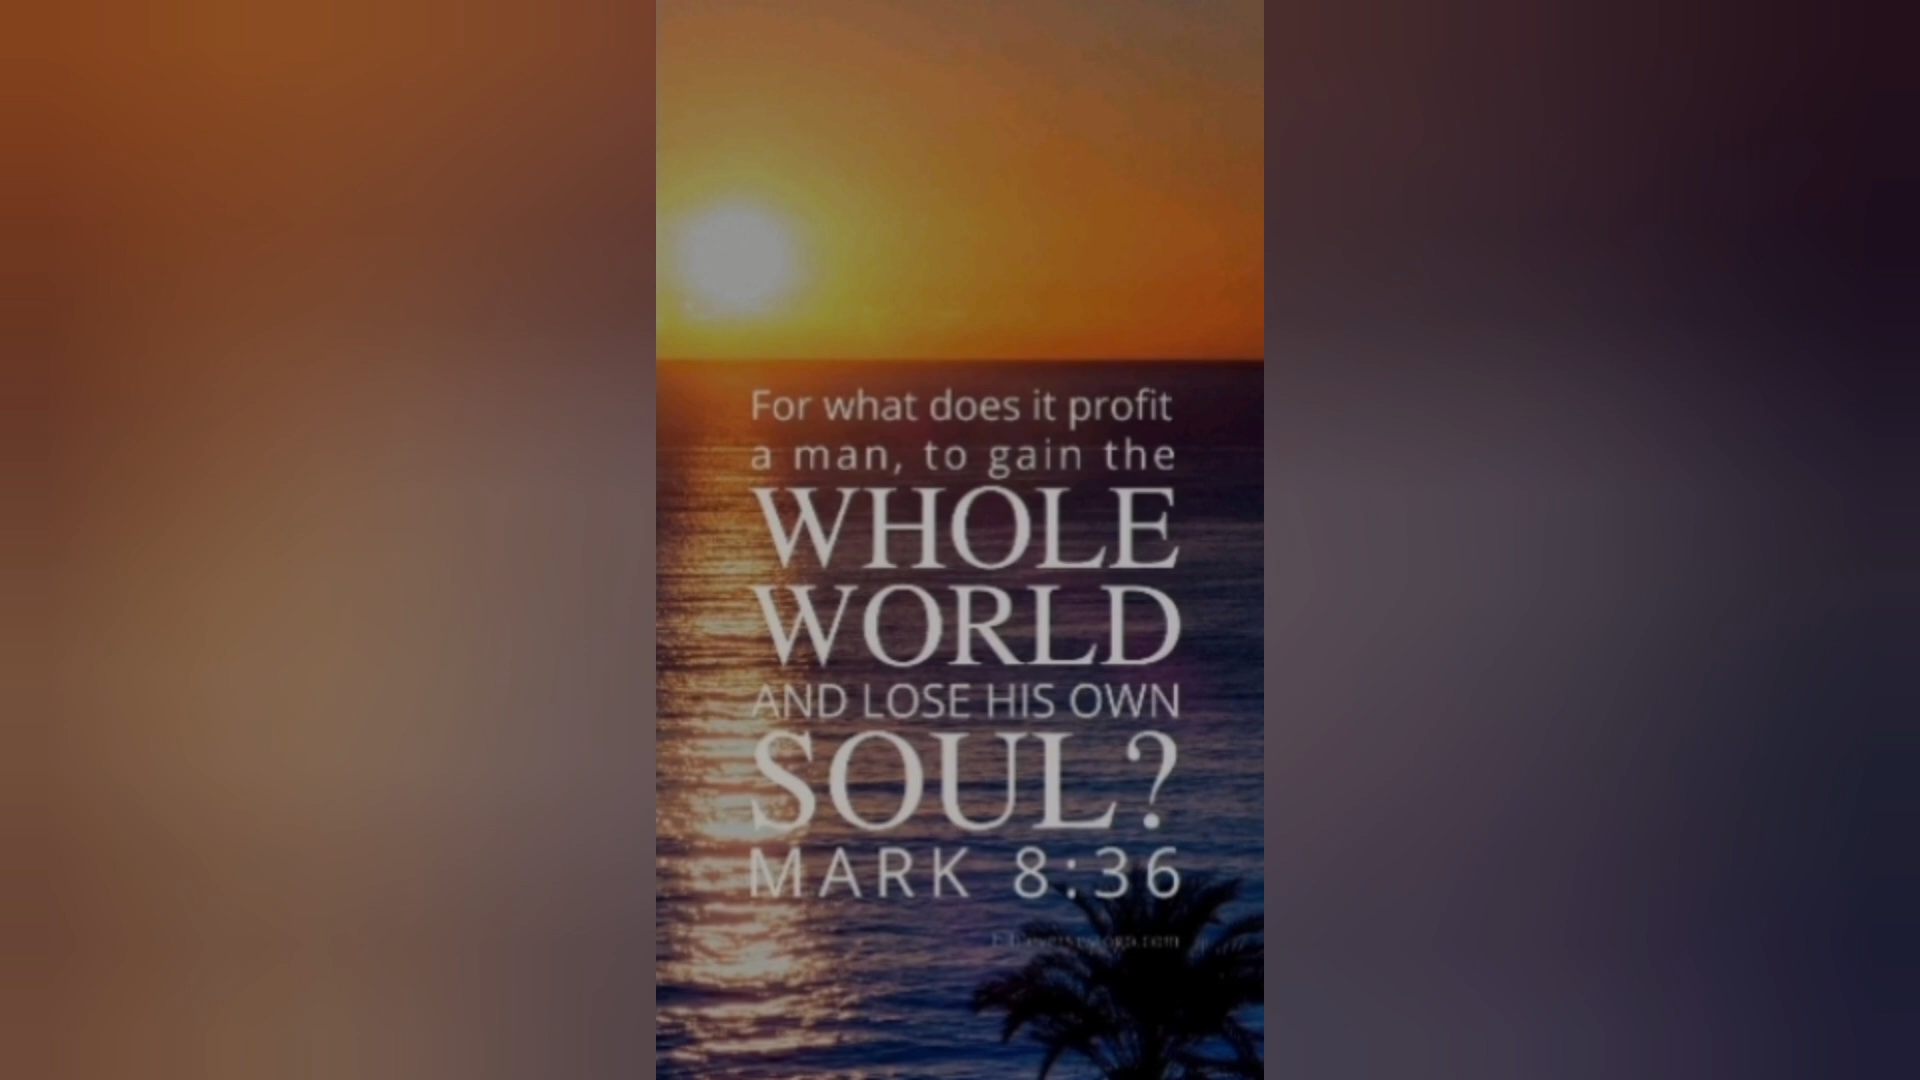 For what does it profit
a man, to gain the
WHOLE
WORLD
AND LOSE HIS OWN
SOUL?
MARK 8:36